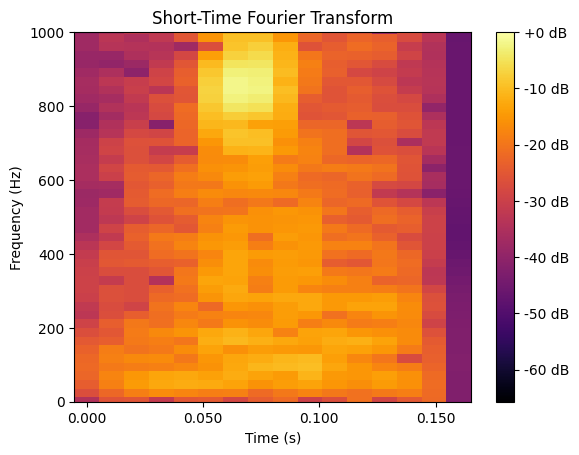 Short-Time Fourier Transform
1000
800
600
400
200
0
Frequency (Hz)
0.000
0.050
0.100
0.150
Time (s)
+0 dB
-10 dB
-20 dB
-30 dB
-40 dB
-50 dB
-60 dB